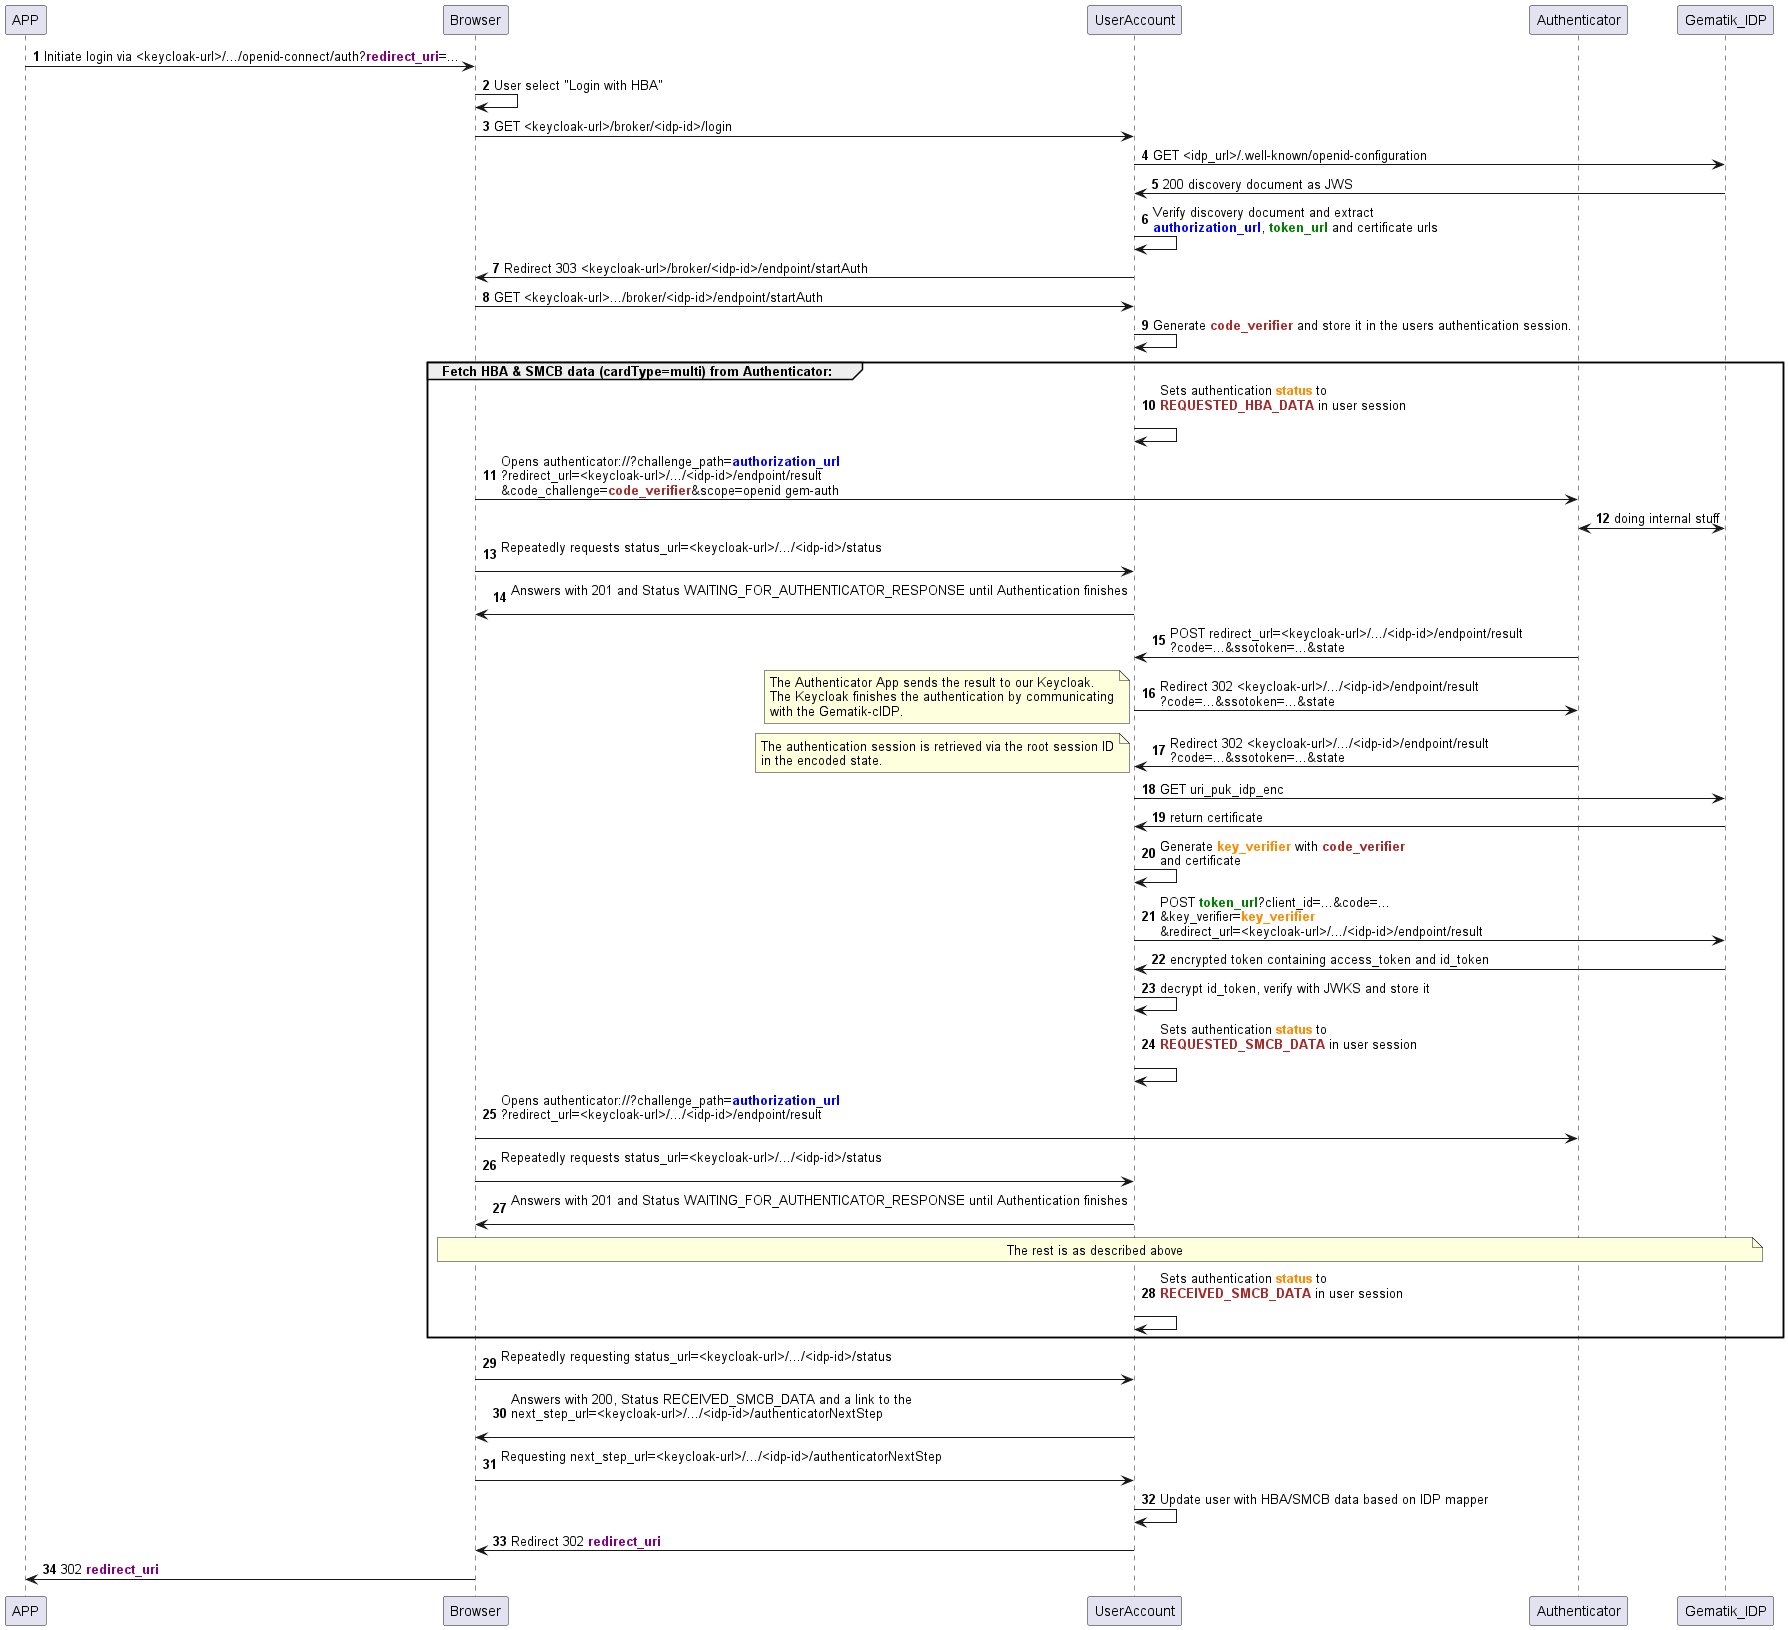 APP
Browser
UserAccount
Authenticator
Gematik_IDP
1 Initiate login via <keycloak-url>/.../openid-connect/auth?redirect_uri=...
2 User select "Login with HBA"
3 GET <keycloak-url>/broker/<idp-id>/login
4 GET <idp_url>/.well-known/openid-configuration
5 200 discovery document as JWS
6 Verify discovery document and extract
authorization_url, token_url and certificate urls
7 Redirect 303 <keycloak-url>/broker/<idp-id>/endpoint/startAuth
8 GET <keycloak-url>.../broker/<idp-id>/endpoint/startAuth
9 Generate code_verifier and store it in the users authentication session.
Fetch HBA & SMCB data (cardType=multi) from Authenticator:
Sets authentication status to
10 REQUESTED_HBA_DATA in user session
Opens authenticator://?challenge_path=authorization_url
11 ?redirect_url=<keycloak-url>/.../<idp-id>/endpoint/result
&code_challenge=code_verifier&scope=openid gem-auth
12 doing internal stuff
13 Repeatedly requests status_url=<keycloak-url>/.../<idp-id>/status
14 Answers with 201 and Status WAITING_FOR_AUTHENTICATOR_RESPONSE until Authentication finishes
15 POST redirect_url=<keycloak-url>/.../<idp-id>/endpoint/result
?code=...&ssotoken=...&state
The Authenticator App sends the result to our Keycloak.
The Keycloak finishes the authentication by communicating
with the Gematik-cIDP.
16 Redirect 302 <keycloak-url>/.../<idp-id>/endpoint/result
?code=...&ssotoken=...&state
The authentication session is retrieved via the root session ID
in the encoded state.
17 Redirect 302 <keycloak-url>/.../<idp-id>/endpoint/result
?code=...&ssotoken=...&state
18 GET uri_puk_idp_enc
19 return certificate
20 Generate key_verifier with code_verifier
and certificate
POST token_url?client_id=...&code=...
21 &key_verifier=key_verifier
&redirect_url=<keycloak-url>/.../<idp-id>/endpoint/result
22 encrypted token containing access_token and id_token
23 decrypt id_token, verify with JWKS and store it
Sets authentication status to
24 REQUESTED_SMCB_DATA in user session
Opens authenticator://?challenge_path=authorization_url
25 ?redirect_url=<keycloak-url>/.../<idp-id>/endpoint/result
26 Repeatedly requests status_url=<keycloak-url>/.../<idp-id>/status
27 Answers with 201 and Status WAITING_FOR_AUTHENTICATOR_RESPONSE until Authentication finishes
The rest is as described above
Sets authentication status to
28 RECEIVED_SMCB_DATA in user session
29 Repeatedly requesting status_url=<keycloak-url>/.../<idp-id>/status
Answers with 200, Status RECEIVED_SMCB_DATA and a link to the
30 next_step_url=<keycloak-url>/.../<idp-id>/authenticatorNextStep
31 Requesting next_step_url=<keycloak-url>/.../<idp-id>/authenticatorNextStep
32 Update user with HBA/SMCB data based on IDP mapper
33 Redirect 302 redirect_uri
34 302 redirect_uri
APP
Browser
UserAccount
Authenticator
Gematik_IDP